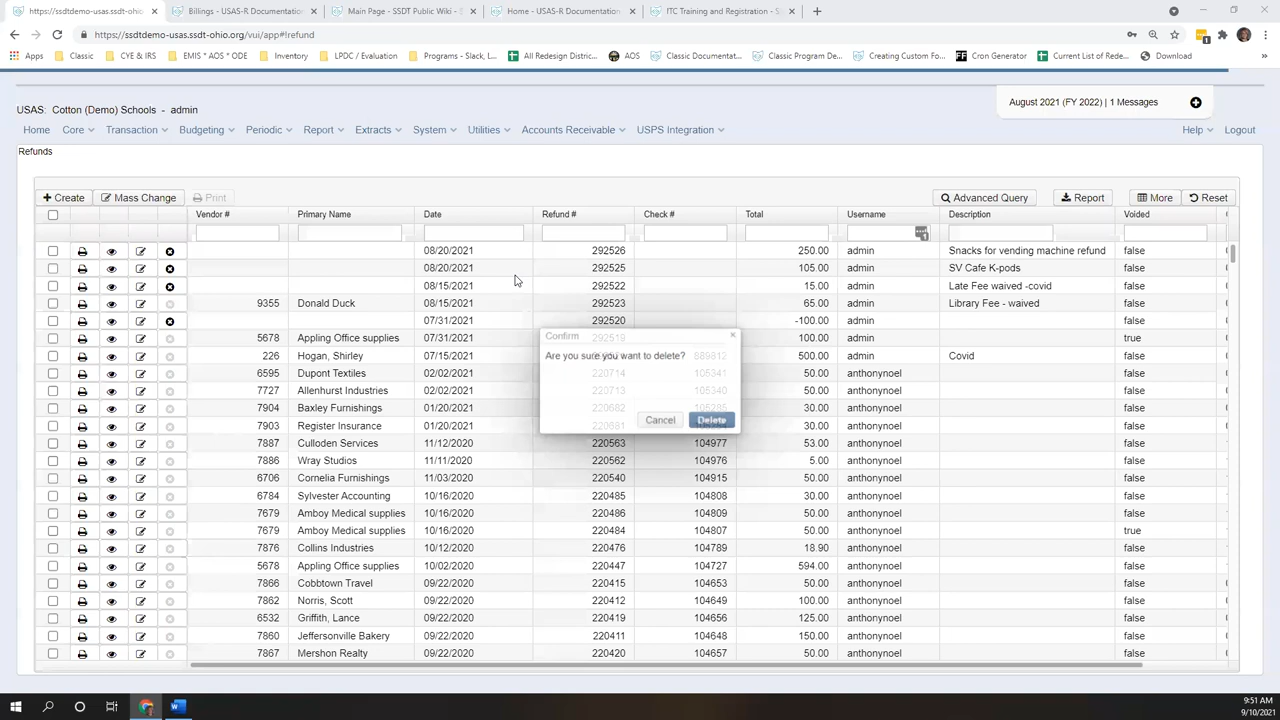 https://ssdtdemo-usas.ssdt-ohio.org/ Billings - USAS-R Documentation Main Page - SSDT Public Wiki - Home - USAS-R Documentation ITC Training and Registration - S
https://ssdtdemo-usas.ssdt-ohio.org/vui/app#!refund
Apps Classic CYE & IRS EMIS * AOS * ODE Inventory LPDC / Evaluation Programs - Slack, L... All Redesign District... AOS Classic Documentat... Classic Program De... Creating Custom Fo... Cron Generator Current List of Rede... Download
USAS: Cotton (Demo) Schools - admin
August 2021 (FY 2022) | 1 Messages
Home Core Transaction Budgeting Periodic Report Extracts System Utilities Accounts Receivable USPS Integration Help Logout
Refunds
Create Mass Change Print Advanced Query Report More Reset
Vendor # Primary Name Date Refund # Check # Total Username Description Voided
08/20/2021 292526 250.00 admin Snacks for vending machine refund false
08/20/2021 292525 105.00 admin SV Cafe K-pods false
08/15/2021 292522 15.00 admin Late Fee waived -covid false
9355 Donald Duck 08/15/2021 292523 65.00 admin Library Fee - waived false
07/31/2021 292520 -100.00 admin false
5678 Appling Office supplies 07/31/2021 292519 100.00 admin true
226 Hogan, Shirley 07/15/2021 889812 500.00 admin Covid false
6595 Dupont Textiles 02/02/2021 220714 105341 50.00 anthonynoel false
7727 Allenhurst Industries 02/02/2021 220713 105340 50.00 anthonynoel false
7904 Baxley Furnishings 01/20/2021 220682 105285 30.00 anthonynoel false
7903 Register Insurance 01/20/2021 220681 30.00 anthonynoel false
7887 Culloden Services 11/12/2020 220563 104977 53.00 anthonynoel false
7886 Wray Studios 11/11/2020 220562 104976 5.00 anthonynoel false
6706 Cornelia Furnishings 11/03/2020 220540 104915 50.00 anthonynoel false
6784 Sylvester Accounting 10/16/2020 220485 104808 30.00 anthonynoel false
7679 Amboy Medical supplies 10/16/2020 220486 104809 50.00 anthonynoel false
7679 Amboy Medical supplies 10/16/2020 220484 104807 50.00 anthonynoel true
7876 Collins Industries 10/12/2020 220476 104789 18.90 anthonynoel false
5678 Appling Office supplies 10/02/2020 220447 104727 594.00 anthonynoel false
7866 Cobbtown Travel 09/22/2020 220415 104653 50.00 anthonynoel false
7862 Norris, Scott 09/22/2020 220412 104649 100.00 anthonynoel false
6532 Griffith, Lance 09/22/2020 220419 104656 125.00 anthonynoel false
7860 Jeffersonville Bakery 09/22/2020 220411 104648 150.00 anthonynoel false
7867 Mershon Realty 09/22/2020 220420 104657 50.00 anthonynoel false
Confirm
Are you sure you want to delete?
Cancel Delete
9:51 AM
9/10/2021